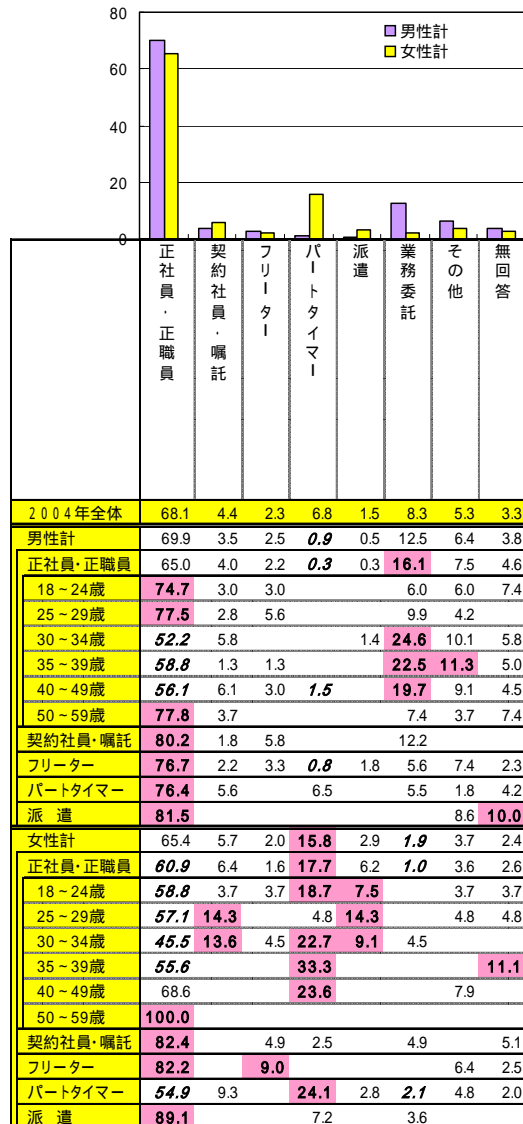 80
60
40
20
0
男性計
女性計
正社員・正職員 契約社員・嘱託 フリーター パートタイマー 派遣 業務委託 その他 無回答
2004年全体 68.1 4.4 2.3 6.8 1.5 8.3 5.3 3.3
男性計 69.9 3.5 2.5 0.9 0.5 12.5 6.4 3.8
正社員・正職員 65.0 4.0 2.2 0.3 0.3 16.1 7.5 4.6
18~24歳 74.7 3.0 3.0 6.0 6.0 7.4
25~29歳 77.5 2.8 5.6 9.9 4.2
30~34歳 52.2 5.8 1.4 24.6 10.1 5.8
35~39歳 58.8 1.3 1.3 22.5 11.3 5.0
40~49歳 56.1 6.1 3.0 1.5 19.7 9.1 4.5
50~59歳 77.8 3.7 7.4 3.7 7.4
契約社員・嘱託 80.2 1.8 5.8 12.2
フリーター 76.7 2.2 3.3 0.8 1.8 5.6 7.4 2.3
パートタイマー 76.4 5.6 6.5 5.5 1.8 4.2
派 遣 81.5 8.6 10.0
女性計 65.4 5.7 2.0 15.8 2.9 1.9 3.7 2.4
正社員・正職員 60.9 6.4 1.6 17.7 6.2 1.0 3.6 2.6
18~24歳 58.8 3.7 3.7 18.7 7.5 3.7 3.7
25~29歳 57.1 14.3 4.8 14.3 4.8 4.8
30~34歳 45.5 13.6 4.5 22.7 9.1 4.5
35~39歳 55.6 33.3 11.1
40~49歳 68.6 23.6 7.9
50~59歳 100.0
契約社員・嘱託 82.4 4.9 2.5 4.9 5.1
フリーター 82.2 9.0 6.4 2.5
パートタイマー 54.9 9.3 24.1 2.8 2.1 4.8 2.0
派 遣 89.1 7.2 3.6